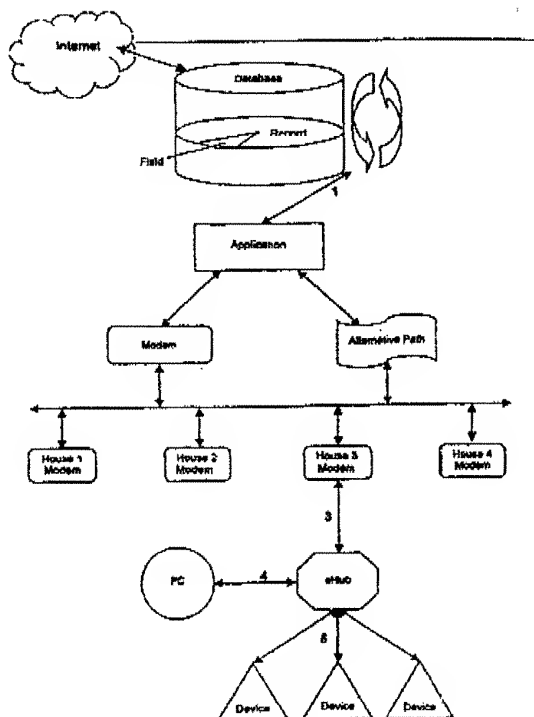 Internet
Database
Record
Field
1
Application
Modem
Alternative Path
House 1
Modem
House 2
Modem
House 3
Modem
House 4
Modem
3
PC
4
eHub
5
Device
Device
Device